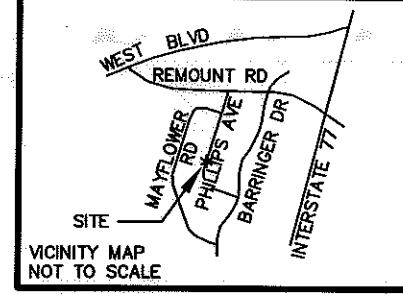 WEST BLVD
REMOUNT RD
MAYFLOWER
RD
PHILLIPS AVE
BARRINGER DR
INTERSTATE 77
SITE
VICINITY MAP
NOT TO SCALE